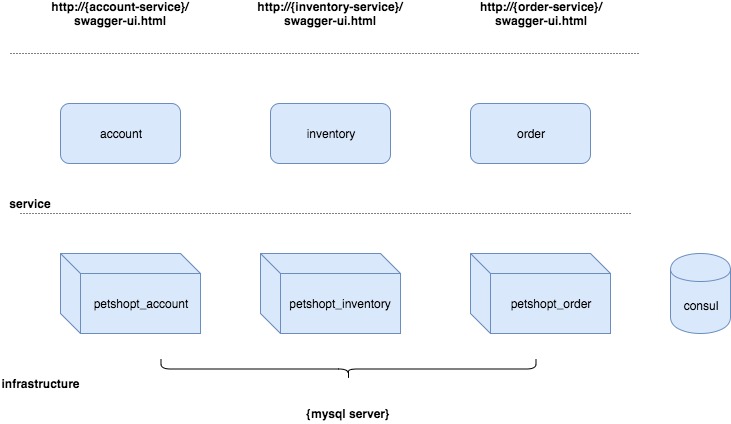 http://{account-service}/
swagger-ui.html
http://{inventory-service}/
swagger-ui.html
http://{order-service}/
swagger-ui.html
account
inventory
order
service
petshopt_account
petshopt_inventory
petshopt_order
consul
infrastructure
{mysql server}